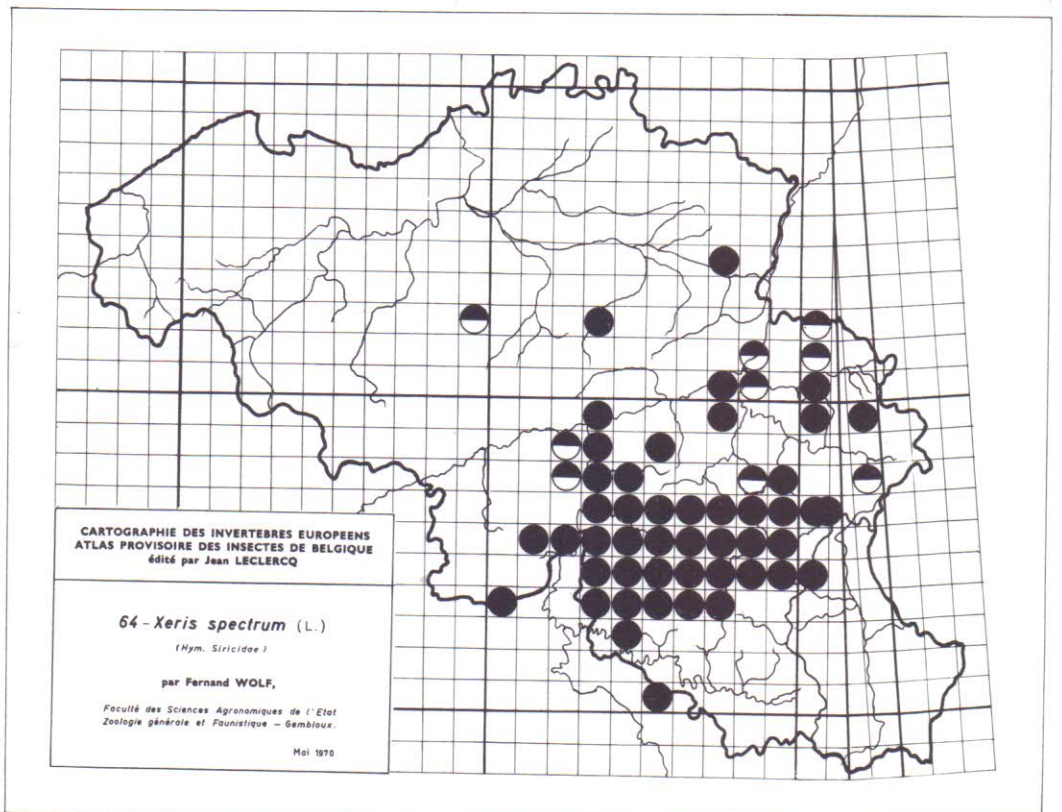 CARTOGRAPHIE DES INVERTEBRES EUROPEENS
ATLAS PROVISOIRE DES INSECTES DE BELGIQUE
édité par Jean LECLERCQ
64 - Xeris spectrum (L.)
(Hym. Siricidae)
par Fernand WOLF,
Faculté des Sciences Agronomiques de l'Etat
Zoologie générale et Faunistique – Gembloux.
Mai 1970